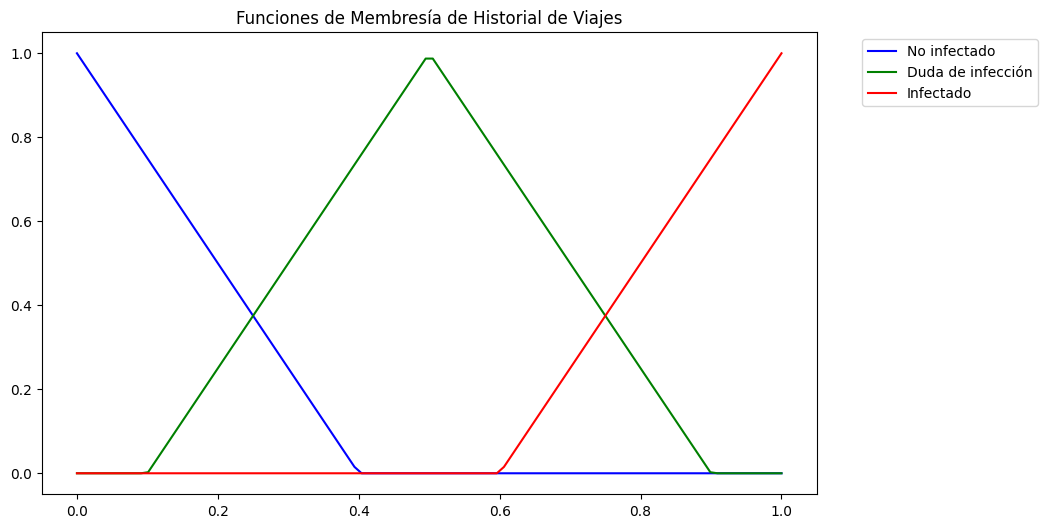 Funciones de Membresía de Historial de Viajes
No infectado
Duda de infección
Infectado
1.0
0.8
0.6
0.4
0.2
0.0
0.0 0.2 0.4 0.6 0.8 1.0